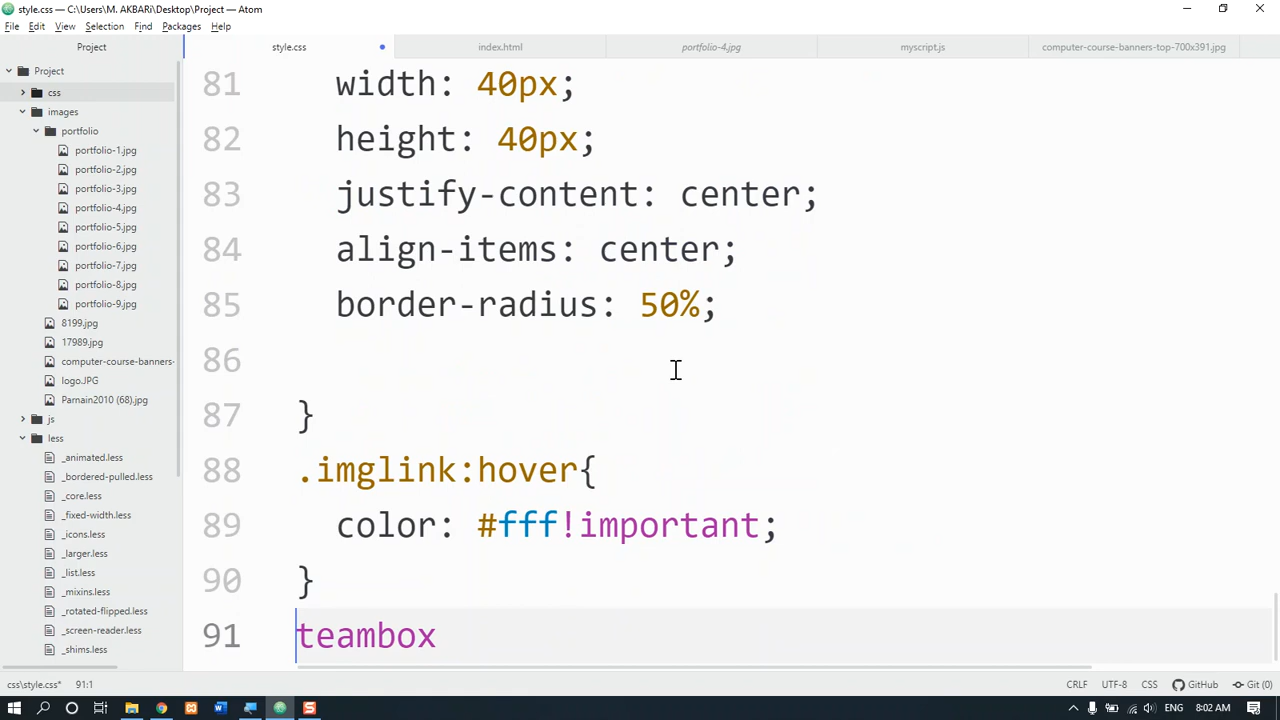 style.css — C:\Users\M. AKBARi\Desktop\Project — Atom
File Edit View Selection Find Packages Help
Project
style.css
index.html
portfolio-4.jpg
myscript.js
computer-course-banners-top-700x391.jpg
Project
css
images
portfolio
portfolio-1.jpg
portfolio-2.jpg
portfolio-3.jpg
portfolio-4.jpg
portfolio-5.jpg
portfolio-6.jpg
portfolio-7.jpg
portfolio-8.jpg
portfolio-9.jpg
8199.jpg
17989.jpg
computer-course-banners-
logo.JPG
Parnain2010 (68).jpg
js
less
_animated.less
_bordered-pulled.less
_core.less
_fixed-width.less
_icons.less
_larger.less
_list.less
_mixins.less
_rotated-flipped.less
_screen-reader.less
_shims.less
81 width: 40px;
82 height: 40px;
83 justify-content: center;
84 align-items: center;
85 border-radius: 50%;
86
87 }
88 .imglink:hover{
89 color: #fff!important;
90 }
91 teambox
css\style.css* 91:1
CRLF UTF-8 CSS GitHub Git (0)
ENG 8:02 AM